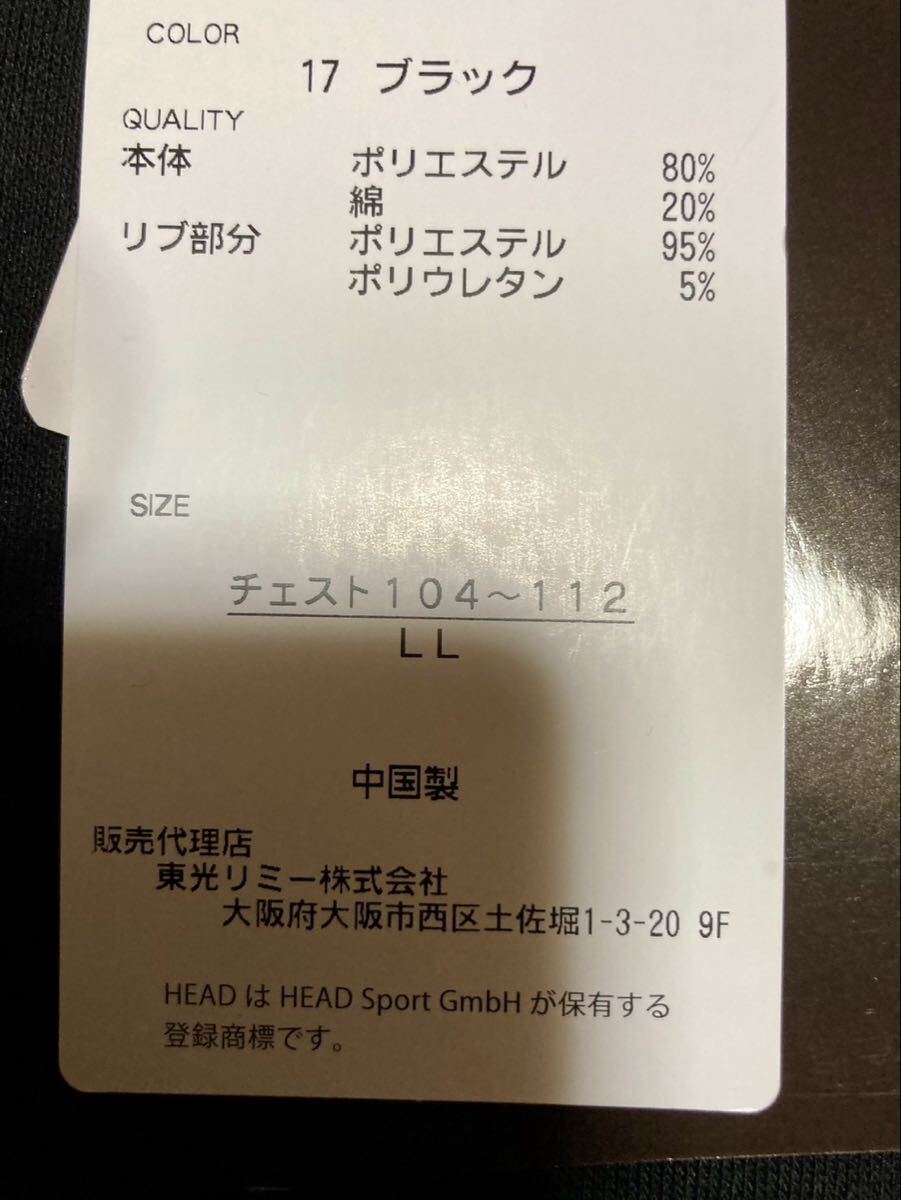 COLOR
17 ブラック
QUALITY
本体 ポリエステル 80%
綿 20%
リブ部分 ポリエステル 95%
ポリウレタン 5%
SIZE
チェスト104～112
LL
中国製
販売代理店
東光リミー株式会社
大阪府大阪市西区土佐堀1-3-20 9F
HEAD は HEAD Sport GmbH が保有する
登録商標です。